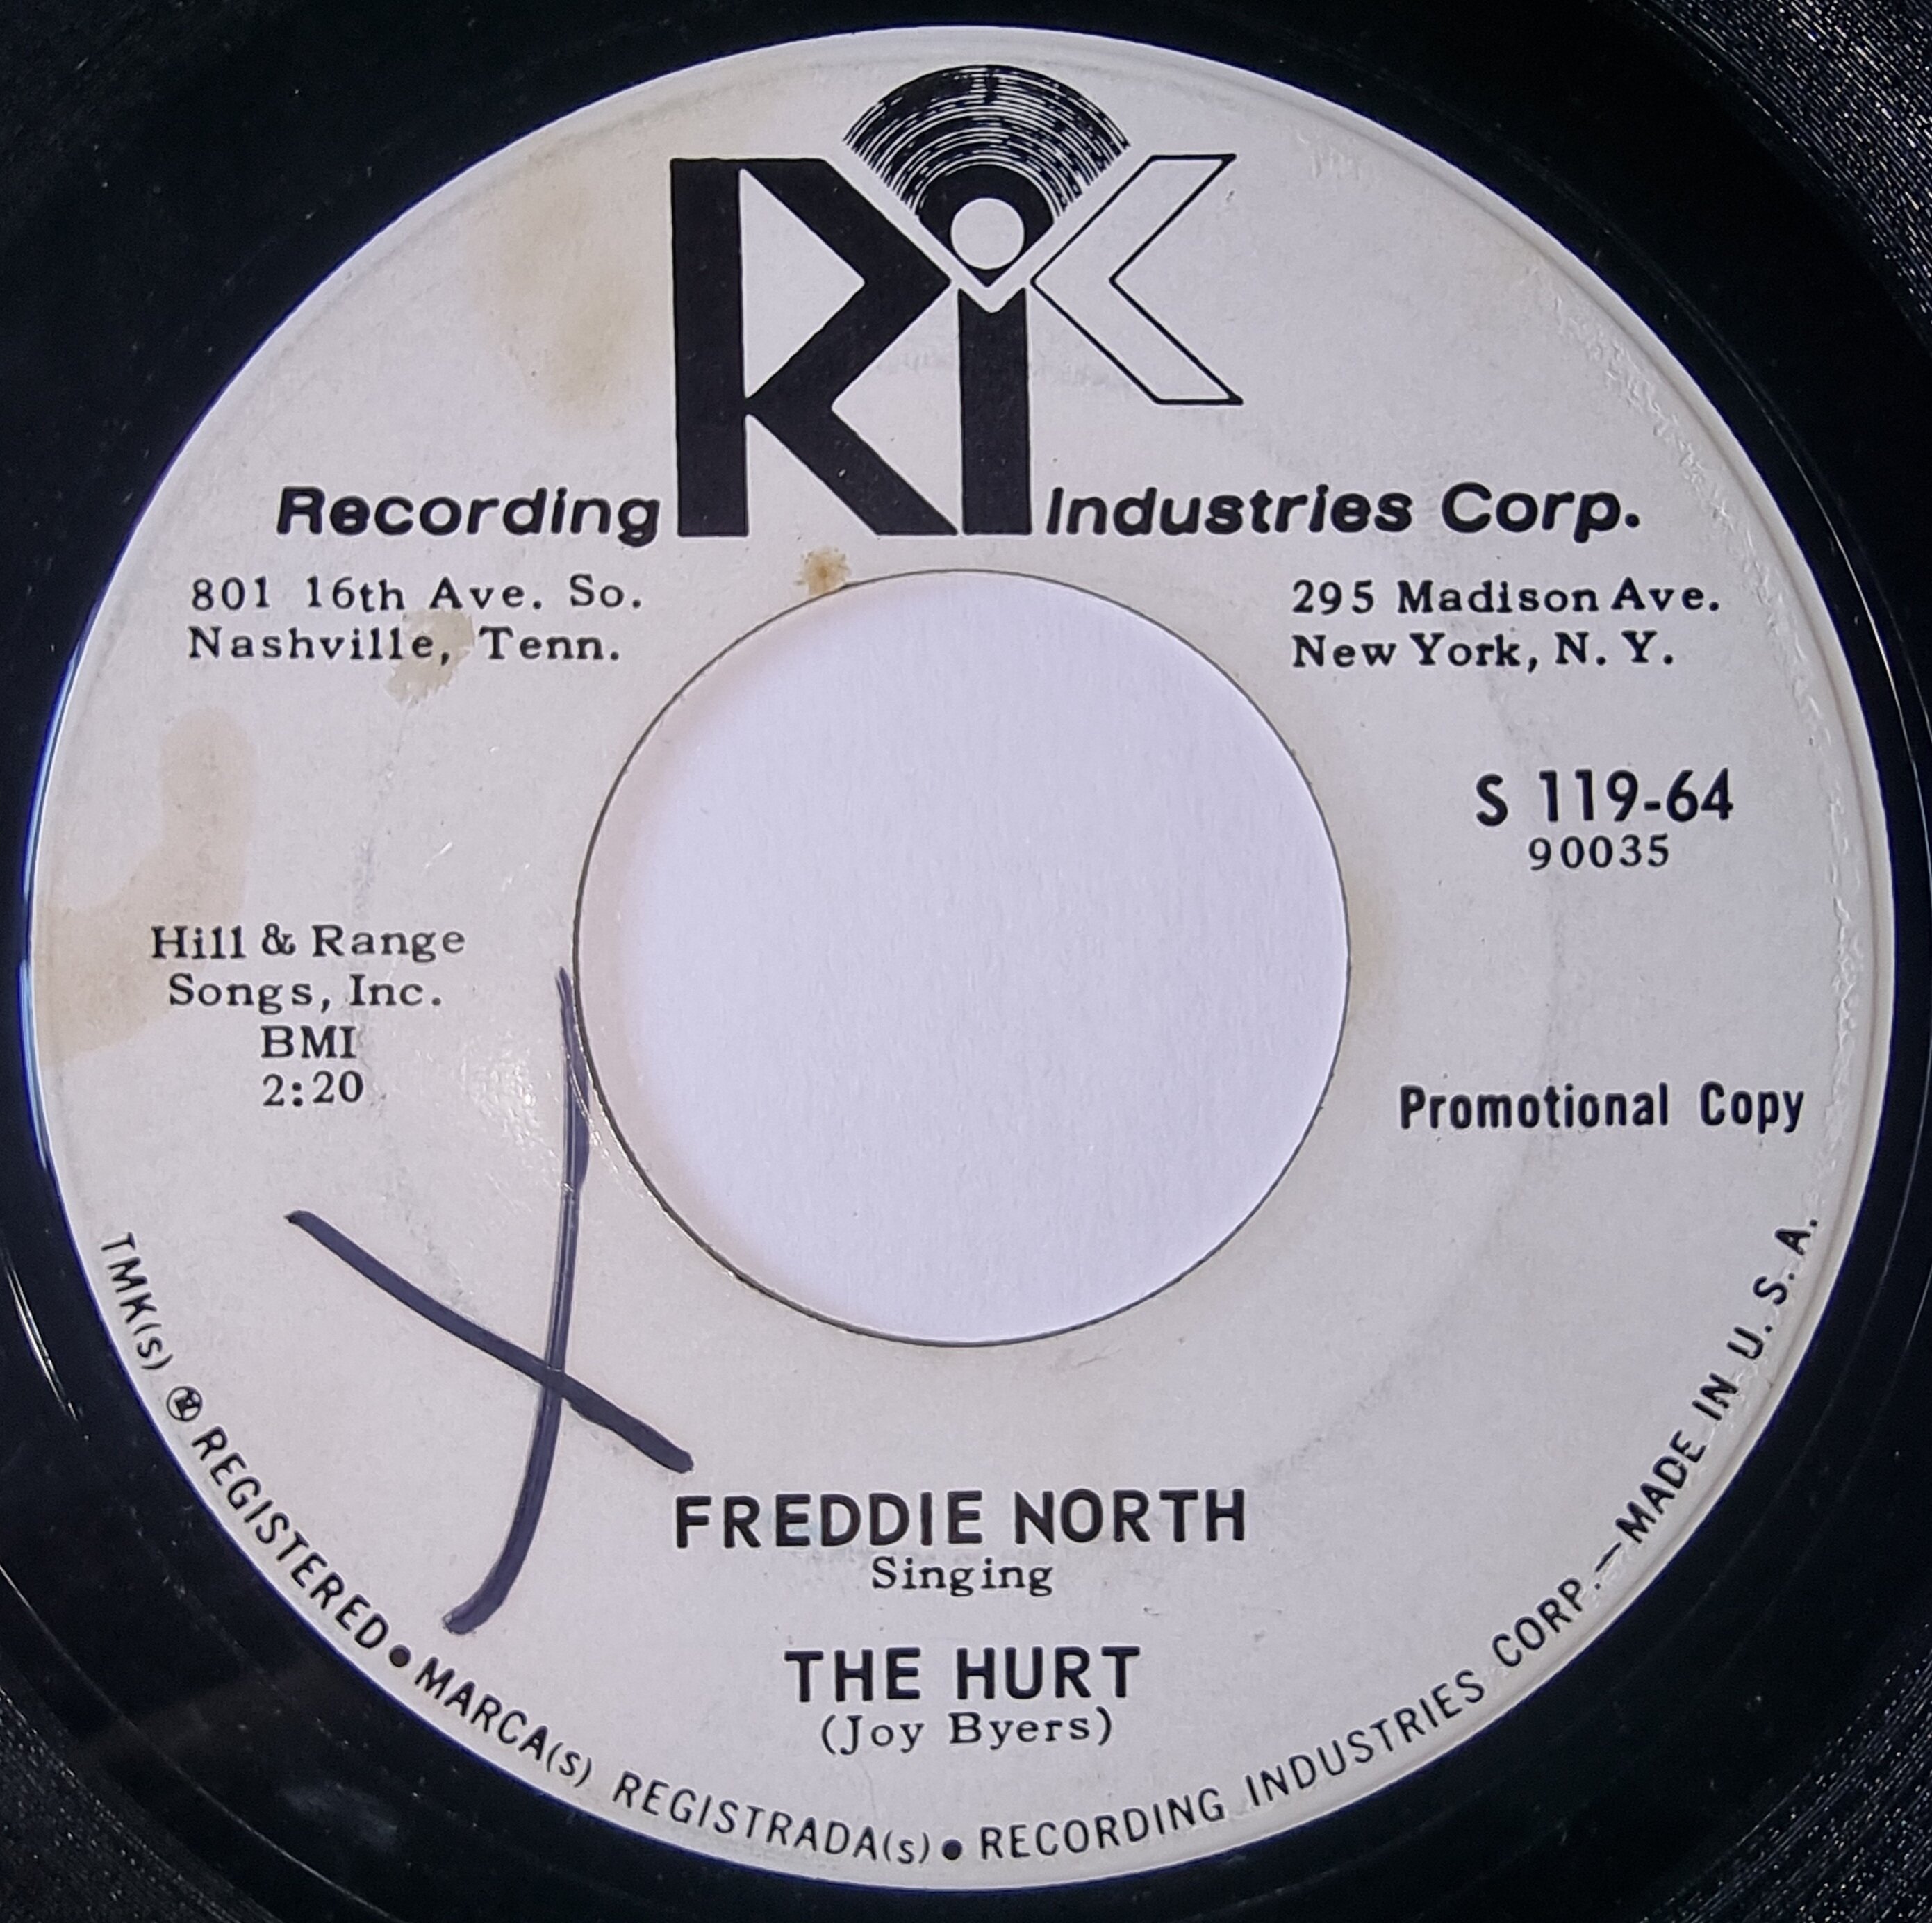 RiC
Recording Industries Corp.
801 16th Ave. So.
Nashville, Tenn.
295 Madison Ave.
New York, N. Y.
S 119-64
90035
Hill & Range
Songs, Inc.
BMI
2:20
Promotional Copy
X
FREDDIE NORTH
Singing
THE HURT
(Joy Byers)
TMK(s) ® REGISTERED • MARCA(s) REGISTRADA(s) • RECORDING INDUSTRIES CORP. — MADE IN U. S. A.